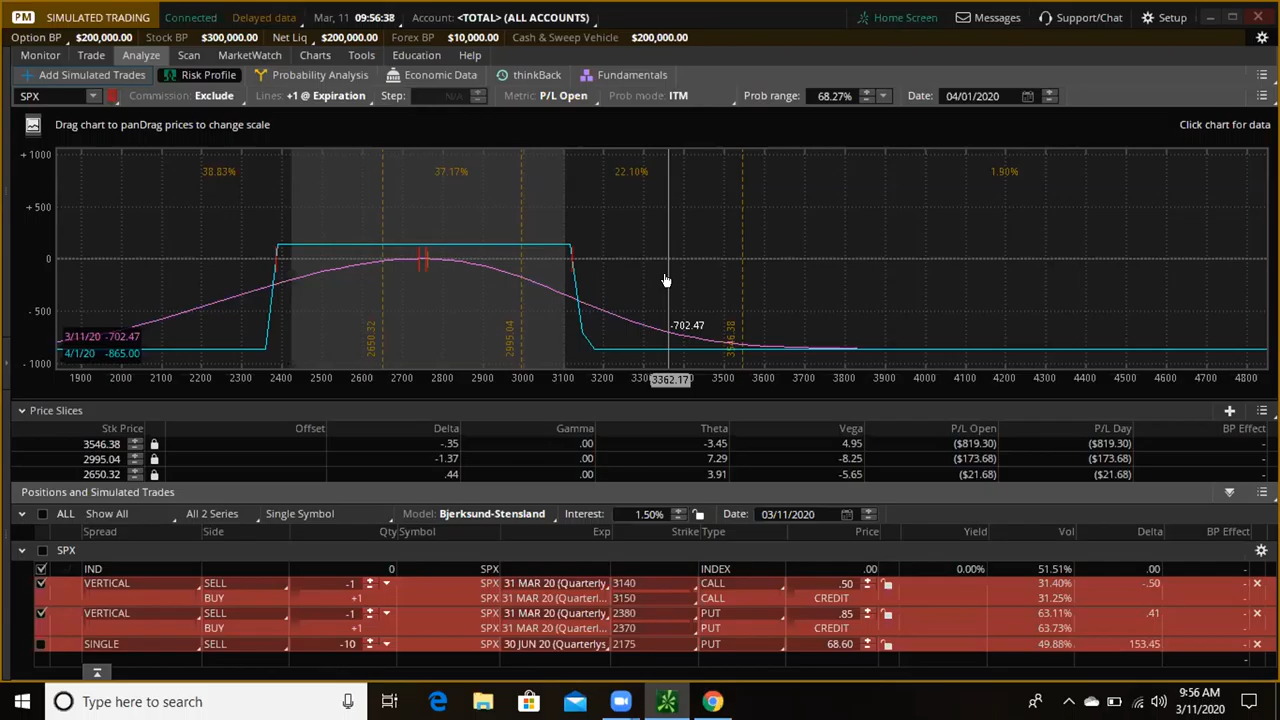 PM SIMULATED TRADING Connected Delayed data Mar, 11 09:56:38 Account: <TOTAL> (ALL ACCOUNTS) Home Screen Messages Support/Chat Setup
Option BP $200,000.00 Stock BP $300,000.00 Net Liq $200,000.00 Forex BP $10,000.00 Cash & Sweep Vehicle $200,000.00
Monitor Trade Analyze Scan MarketWatch Charts Tools Education Help
Add Simulated Trades Risk Profile Probability Analysis Economic Data thinkBack Fundamentals
SPX Commission: Exclude Lines: +1 @ Expiration Step: N/A Metric: P/L Open Prob mode: ITM Prob range: 68.27% Date: 04/01/2020
Drag chart to panDrag prices to change scale Click chart for data
+1000
38.83% 37.17% 22.10% 1.90%
+500
0
-500
2650.32 2995.04 3546.38
-702.47
3/11/20 -702.47
4/1/20 -865.00
-1000
1900 2000 2100 2200 2300 2400 2500 2600 2700 2800 2900 3000 3100 3200 3362.17 3400 3500 3600 3700 3800 3900 4000 4100 4200 4300 4400 4500 4600 4700 4800
Price Slices
Stk Price Offset Delta Gamma Theta Vega P/L Open P/L Day BP Effect
3546.38 -.35 .00 -3.45 4.95 ($819.30) ($819.30) -
2995.04 -1.37 .00 7.29 -8.25 ($173.68) ($173.68) -
2650.32 .44 .00 3.91 -5.65 ($21.68) ($21.68) -
Positions and Simulated Trades
ALL Show All All 2 Series Single Symbol Model: Bjerksund-Stensland Interest: 1.50% Date: 03/11/2020
Spread Side Qty Symbol Exp Strike Type Price Yield Vol Delta BP Effect
SPX
IND 0 SPX INDEX .00 0.00% 51.51% .00 -
VERTICAL SELL -1 SPX 31 MAR 20 (Quarterly 3140 CALL .50 31.40% -.50 -
BUY +1 SPX 31 MAR 20 (Quarterl... 3150 CALL CREDIT 31.25% -
VERTICAL SELL -1 SPX 31 MAR 20 (Quarterly 2380 PUT .85 63.11% .41 -
BUY +1 SPX 31 MAR 20 (Quarterl... 2370 PUT CREDIT 63.73% -
SINGLE SELL -10 SPX 30 JUN 20 (Quarterlys 2175 PUT 68.60 49.88% 153.45 -
Type here to search
9:56 AM
3/11/2020